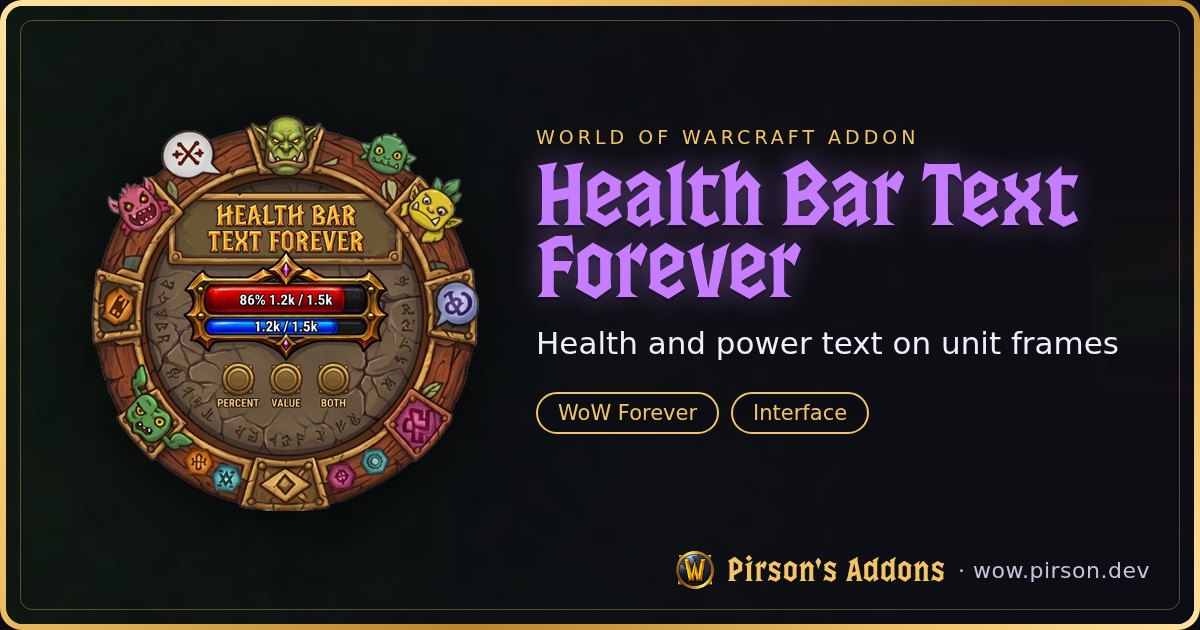 HEALTH BAR
TEXT FOREVER
86% 1.2k / 1.5k
1.2k / 1.5k
PERCENT VALUE BOTH
WORLD OF WARCRAFT ADDON
Health Bar Text
Forever
Health and power text on unit frames
WoW Forever Interface
W Pirson's Addons · wow.pirson.dev